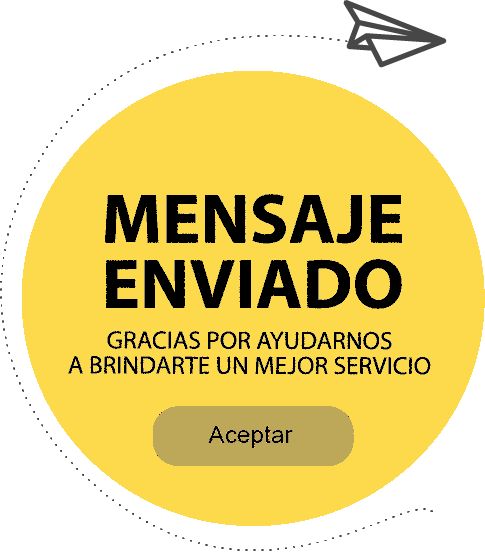 MENSAJE
ENVIADO
GRACIAS POR AYUDARNOS
A BRINDARTE UN MEJOR SERVICIO
Aceptar